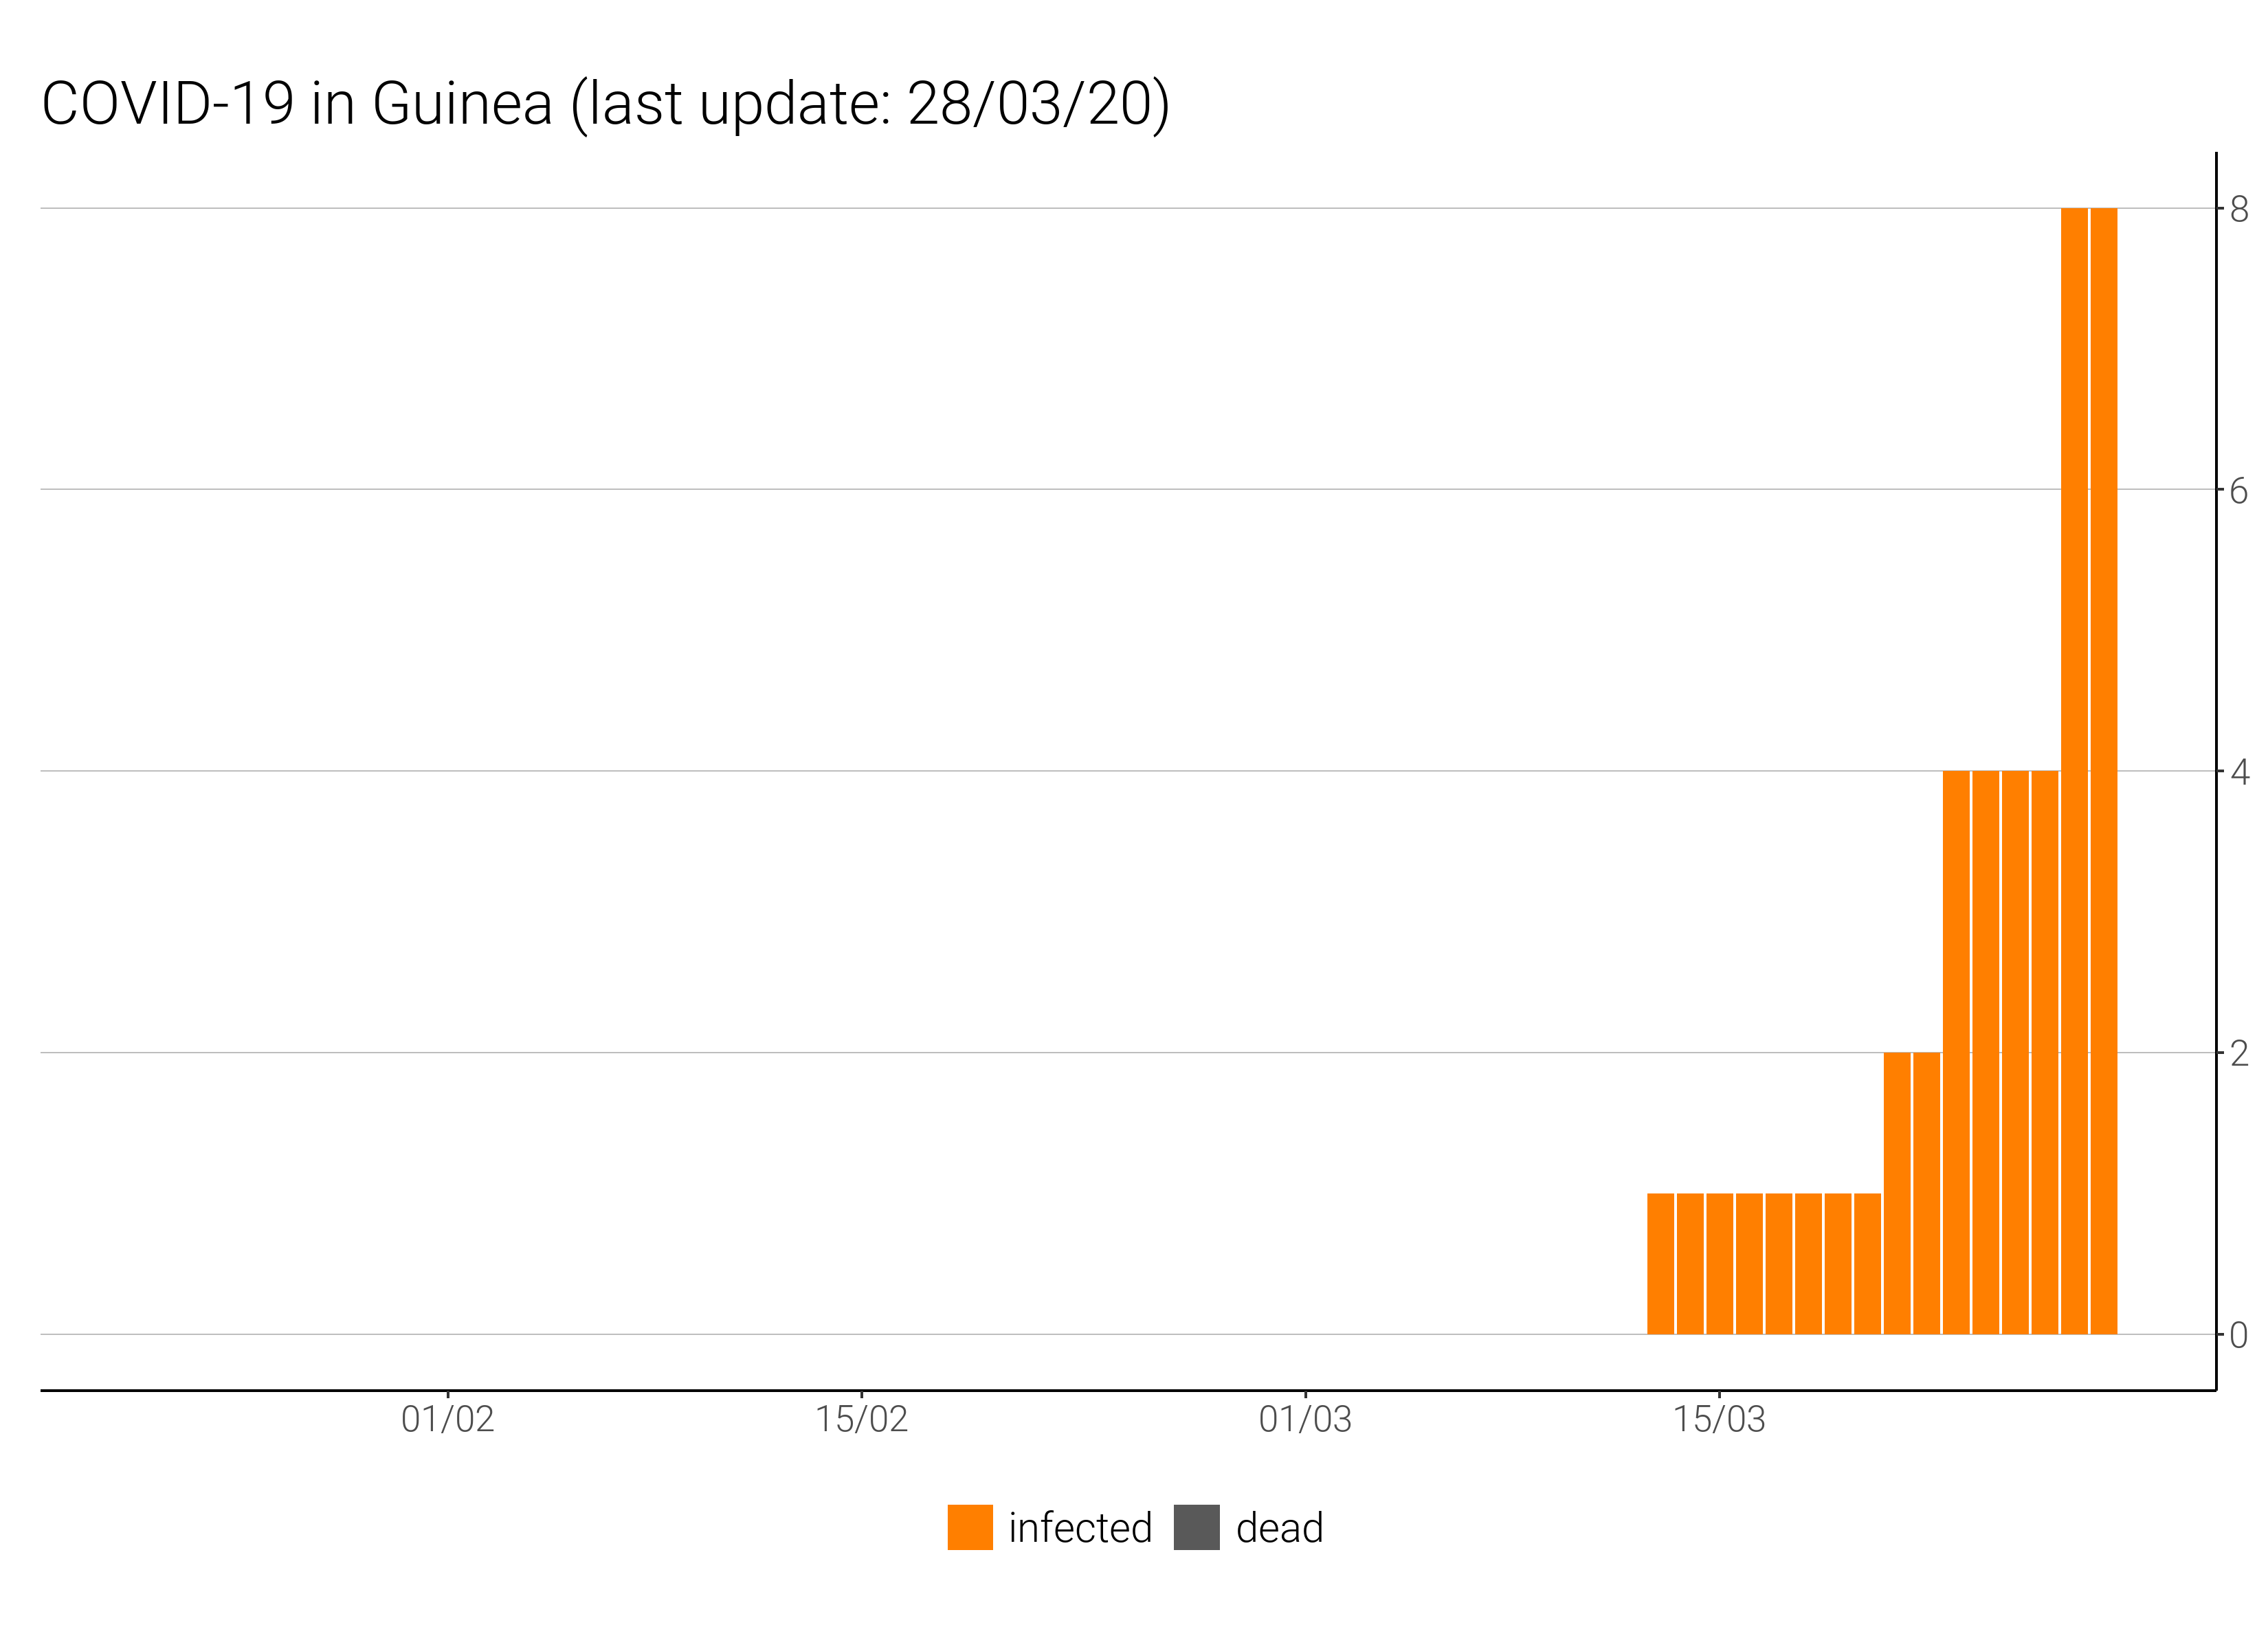 COVID-19 in Guinea (last update: 28/03/20)
8
6
4
2
0
01/02 15/02 01/03 15/03
infected dead